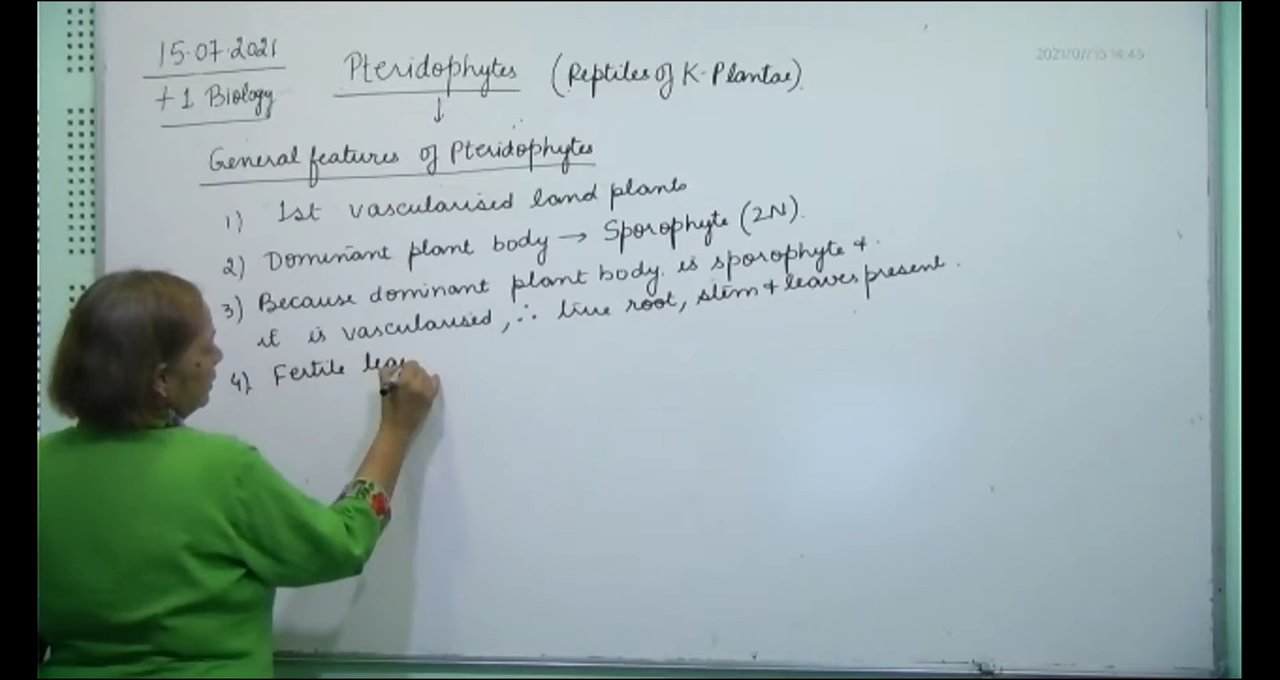 15.07.2021
+1 Biology
Pteridophytes (Reptiles of K. Plantae)
↓
General features of Pteridophytes
1) 1st vascularised land plants
2) Dominant plant body → Sporophyte (2N).
3) Because dominant plant body is sporophyte +
it is vascularised, ∴ true root, stem + leaves present.
4) Fertile leav